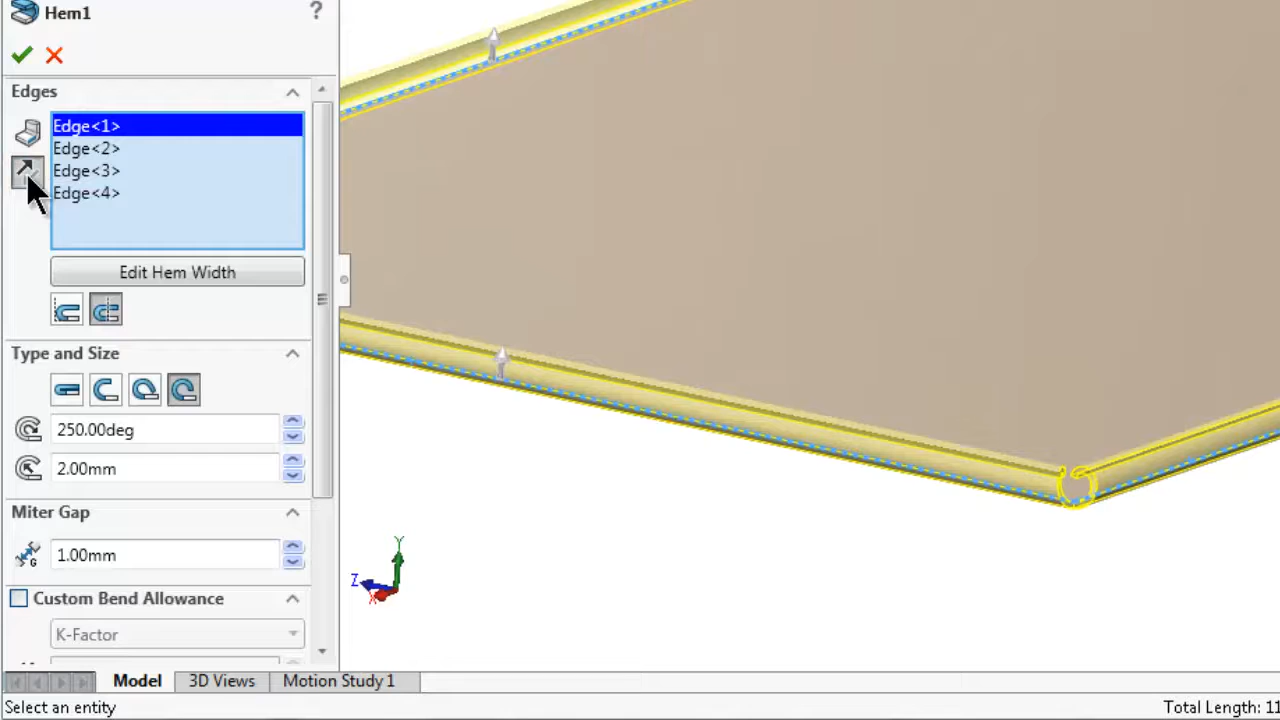 Hem1
?
Edges
Edge<1>
Edge<2>
Edge<3>
Edge<4>
Edit Hem Width
Type and Size
250.00deg
2.00mm
Miter Gap
G
1.00mm
Custom Bend Allowance
K-Factor
Y
Z
X
Model
3D Views
Motion Study 1
Select an entity
Total Length: 11